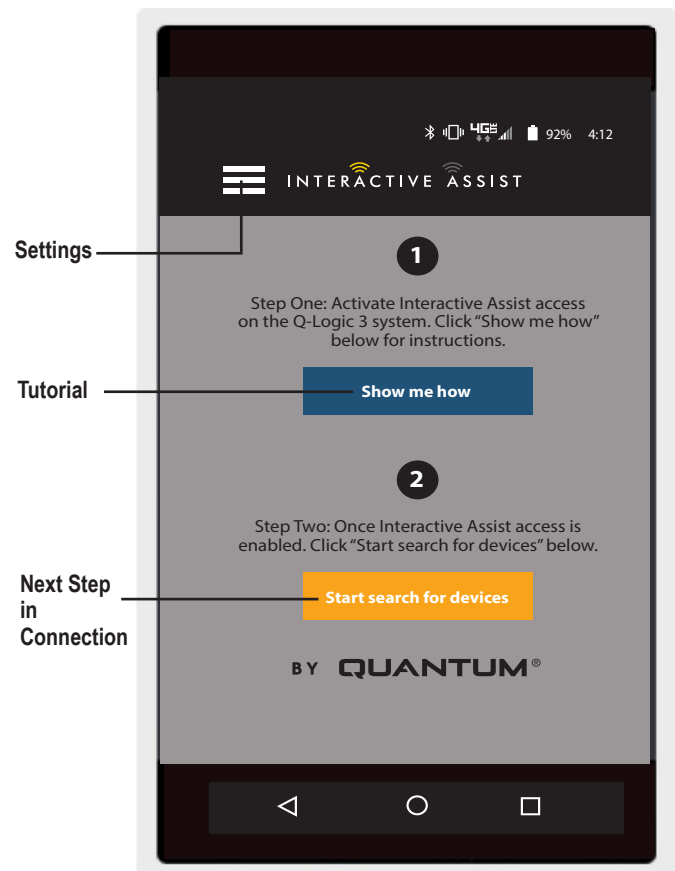 4G LTE 92% 4:12
INTERACTIVE ASSIST
Settings
1
Step One: Activate Interactive Assist access
on the Q-Logic 3 system. Click “Show me how”
below for instructions.
Tutorial
Show me how
2
Step Two: Once Interactive Assist access is
enabled. Click “Start search for devices” below.
Next Step
in
Connection
Start search for devices
BY QUANTUM®